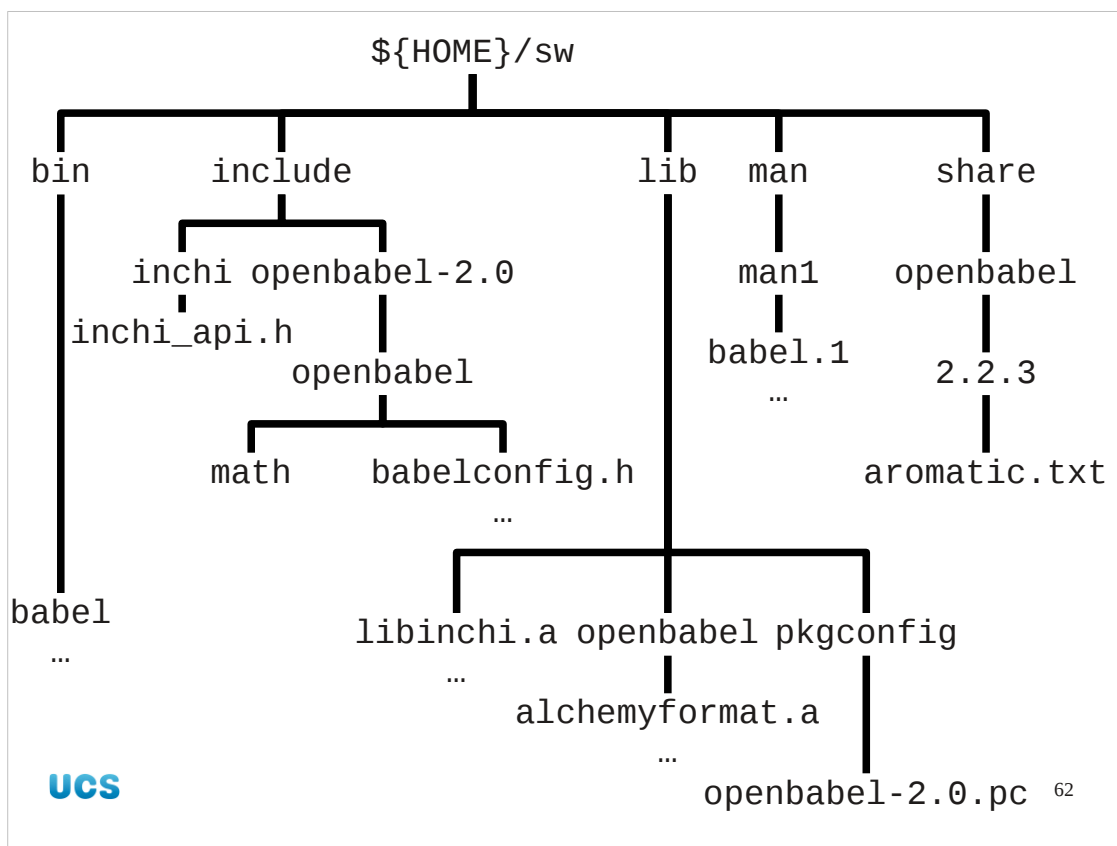 ${HOME}/sw
bin include lib man share
inchi openbabel-2.0 man1 openbabel
inchi_api.h
babel.1
openbabel 2.2.3
…
math babelconfig.h aromatic.txt
…
babel
libinchi.a openbabel pkgconfig
…
…
alchemyformat.a
…
UCS
openbabel-2.0.pc 62